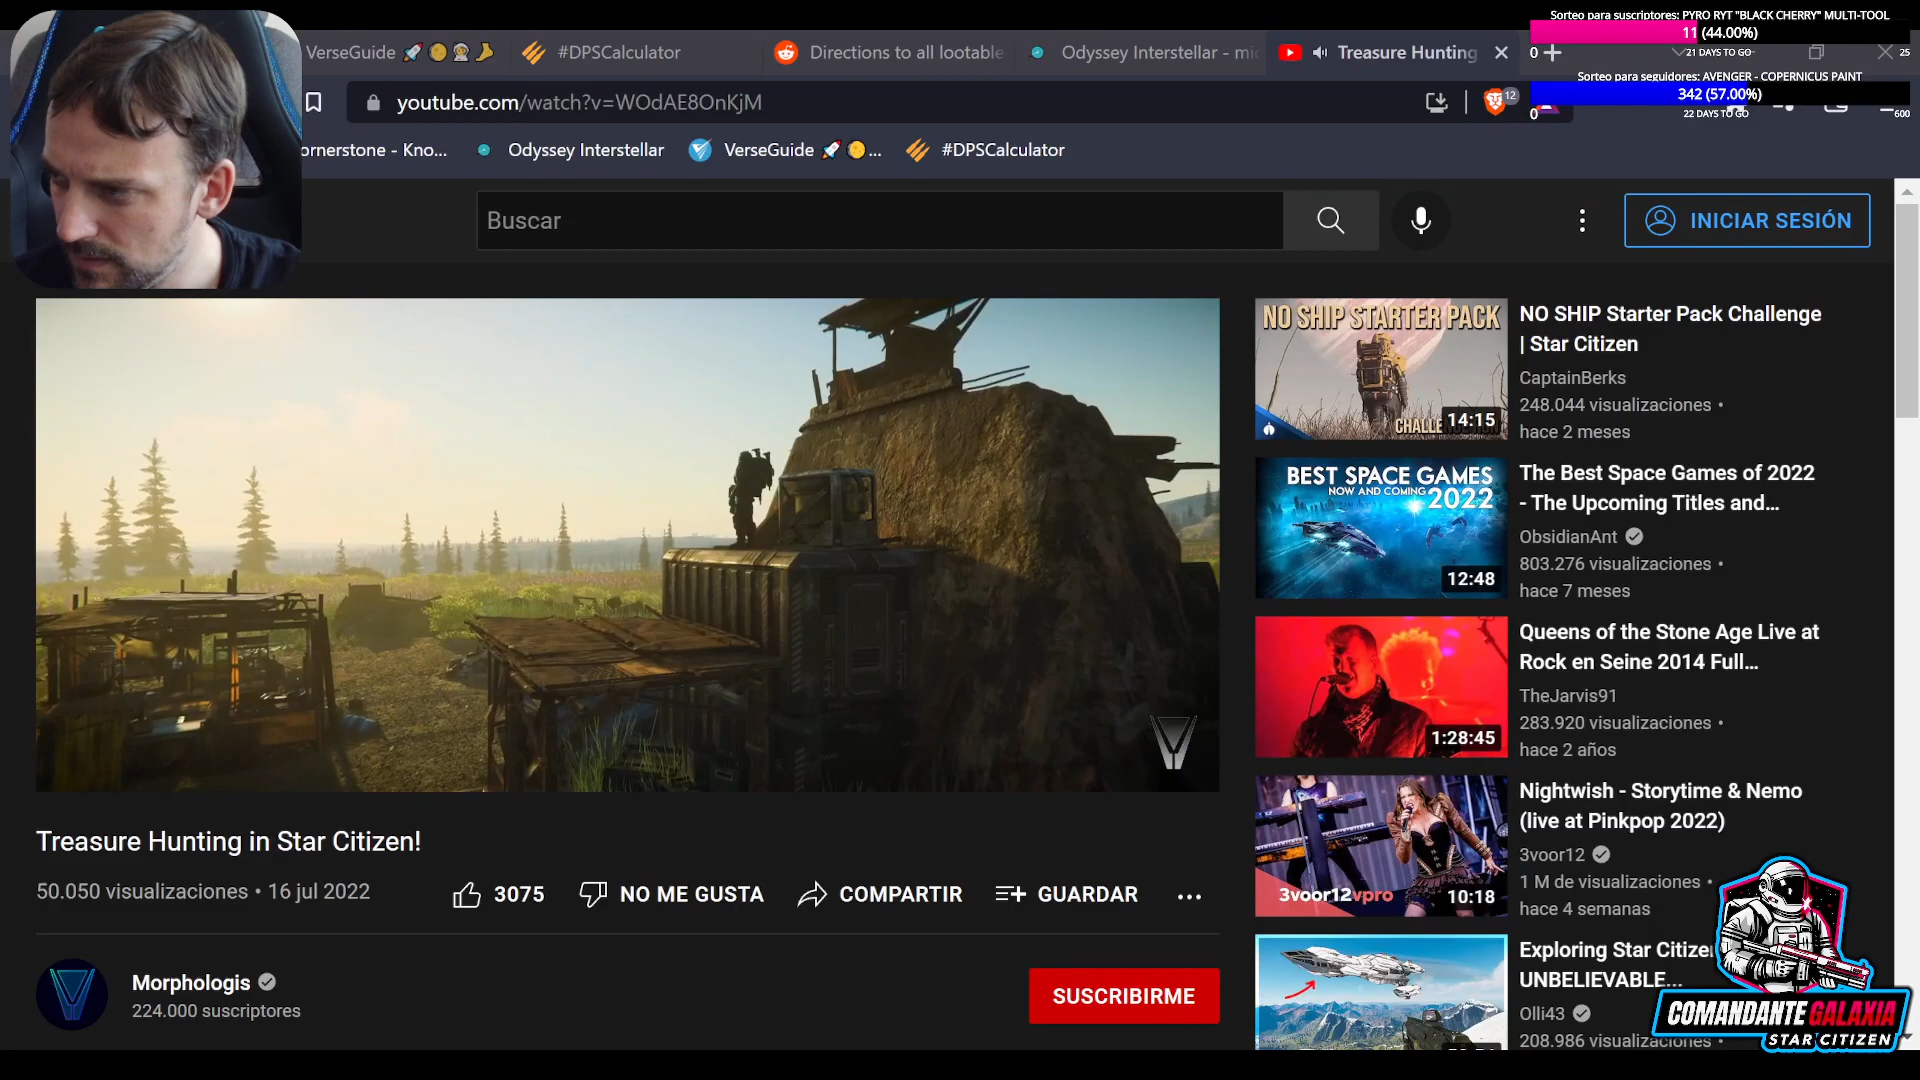 Sorteo para suscriptores: PYRO RYT "BLACK CHERRY" MULTI-TOOL
11 (44.00%)
0
21 DAYS TO GO
25
Sorteo para seguidores: AVENGER - COPERNICUS PAINT
342 (57.00%)
0
22 DAYS TO GO
600
VerseGuide
#DPSCalculator
Directions to all lootable
Odyssey Interstellar - mi
Treasure Hunting
youtube.com/watch?v=WOdAE8OnKjM
12
ornerstone - Kno...
Odyssey Interstellar
VerseGuide 🚀🌕...
#DPSCalculator
Buscar
INICIAR SESIÓN
Treasure Hunting in Star Citizen!
50.050 visualizaciones • 16 jul 2022
3075
NO ME GUSTA
COMPARTIR
GUARDAR
Morphologis
224.000 suscriptores
SUSCRIBIRME
NO SHIP STARTER PACK
14:15
NO SHIP Starter Pack Challenge
| Star Citizen
CaptainBerks
248.044 visualizaciones •
hace 2 meses
BEST SPACE GAMES
NOW AND COMING 2022
12:48
The Best Space Games of 2022
- The Upcoming Titles and...
ObsidianAnt
803.276 visualizaciones •
hace 7 meses
1:28:45
Queens of the Stone Age Live at
Rock en Seine 2014 Full...
TheJarvis91
283.920 visualizaciones •
hace 2 años
3voor12vpro
10:18
Nightwish - Storytime & Nemo
(live at Pinkpop 2022)
3voor12
1 M de visualizaciones •
hace 4 semanas
Exploring Star
UNBELIEVABLE...
Olli43
208.986 visualizaciones
COMANDANTE GALAXIA
STAR CITIZEN